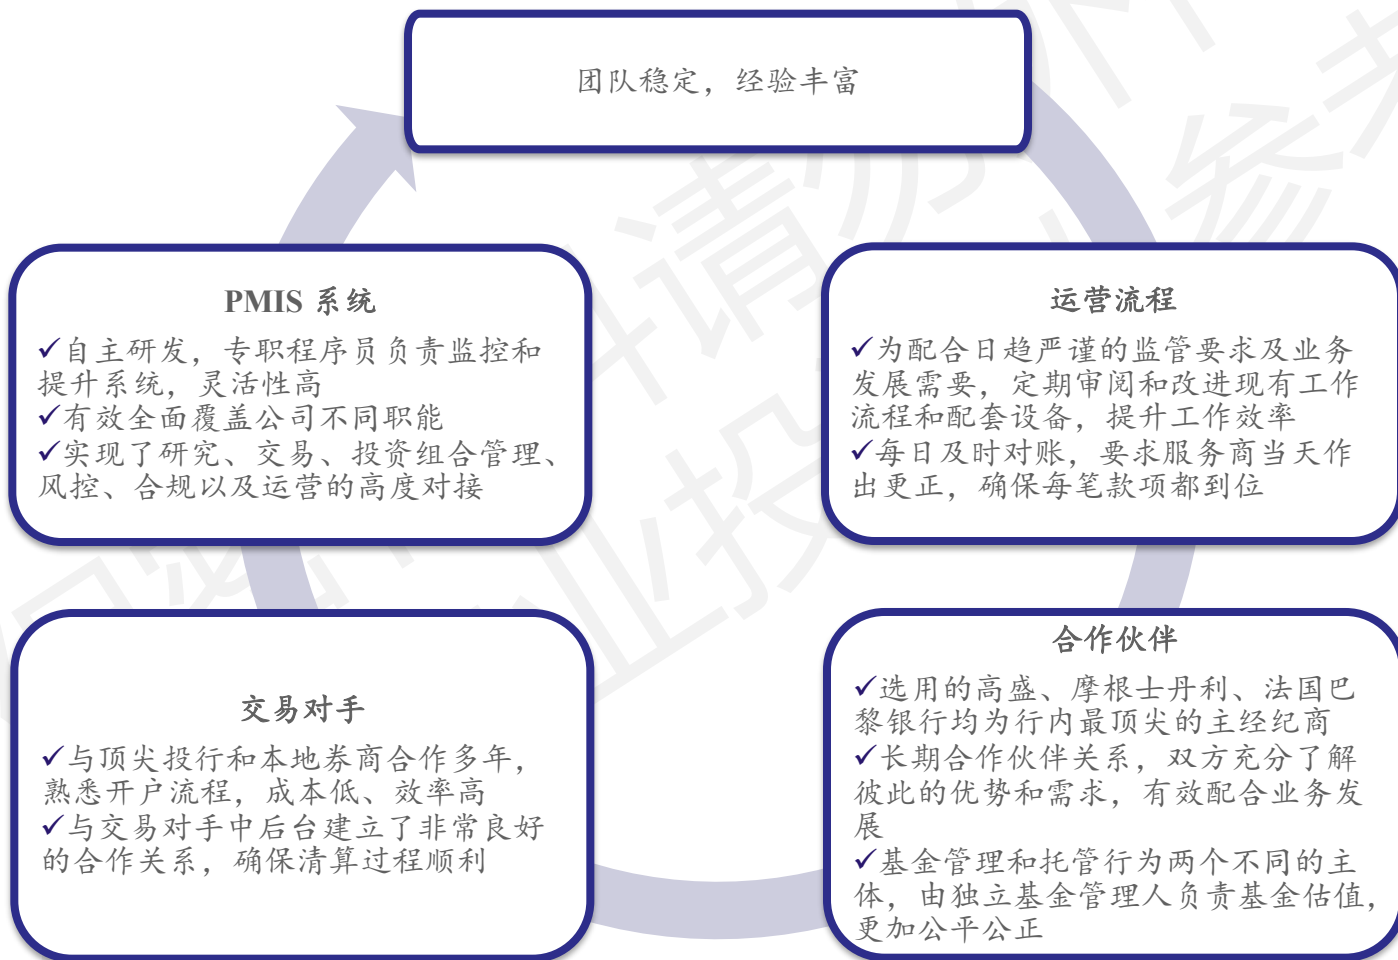 团队稳定，经验丰富
PMIS 系统
✓自主研发，专职程序员负责监控和
提升系统，灵活性高
✓有效全面覆盖公司不同职能
✓实现了研究、交易、投资组合管理、
风控、合规以及运营的高度对接
运营流程
✓为配合日趋严谨的监管要求及业务
发展需要，定期审阅和改进现有工作
流程和配套设备，提升工作效率
✓每日及时对账，要求服务商当天作
出更正，确保每笔款项都到位
交易对手
✓与顶尖投行和本地券商合作多年，
熟悉开户流程，成本低、效率高
✓与交易对手中后台建立了非常良好
的合作关系，确保清算过程顺利
合作伙伴
✓选用的高盛、摩根士丹利、法国巴
黎银行均为行内最顶尖的主经纪商
✓长期合作伙伴关系，双方充分了解
彼此的优势和需求，有效配合业务发
展
✓基金管理和托管行为两个不同的主
体，由独立基金管理人负责基金估值，
更加公平公正